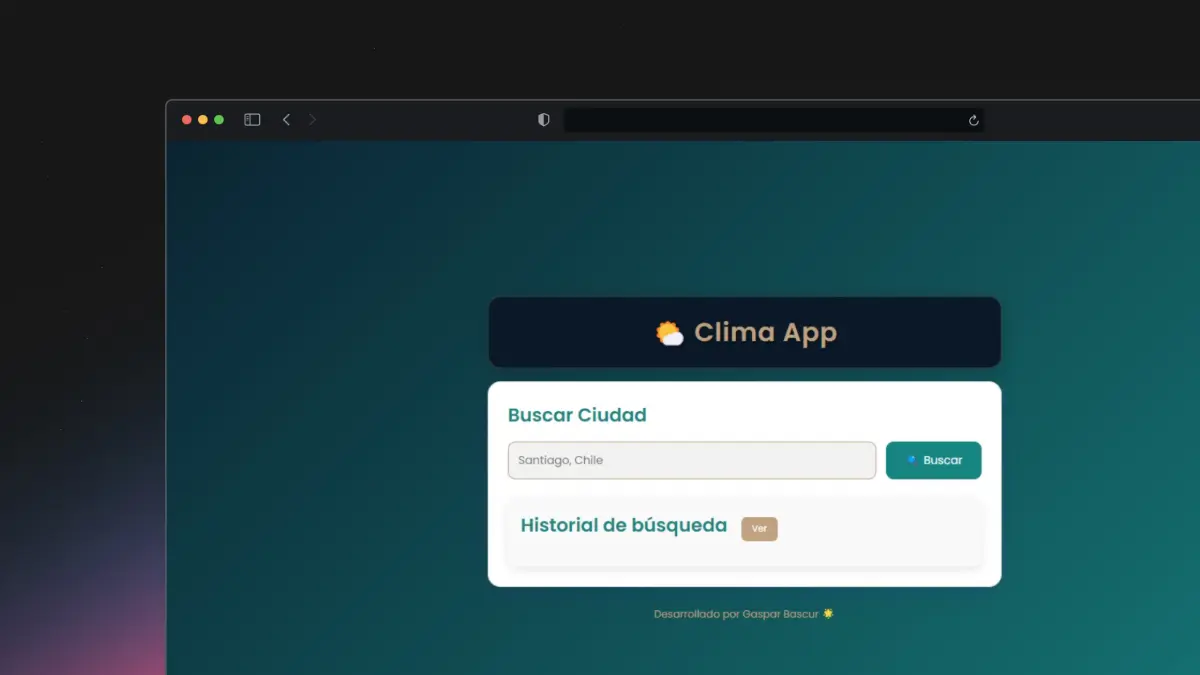 Clima App
Buscar Ciudad
Santiago, Chile
Buscar
Historial de búsqueda
Ver
Desarrollado por Gaspar Bascur